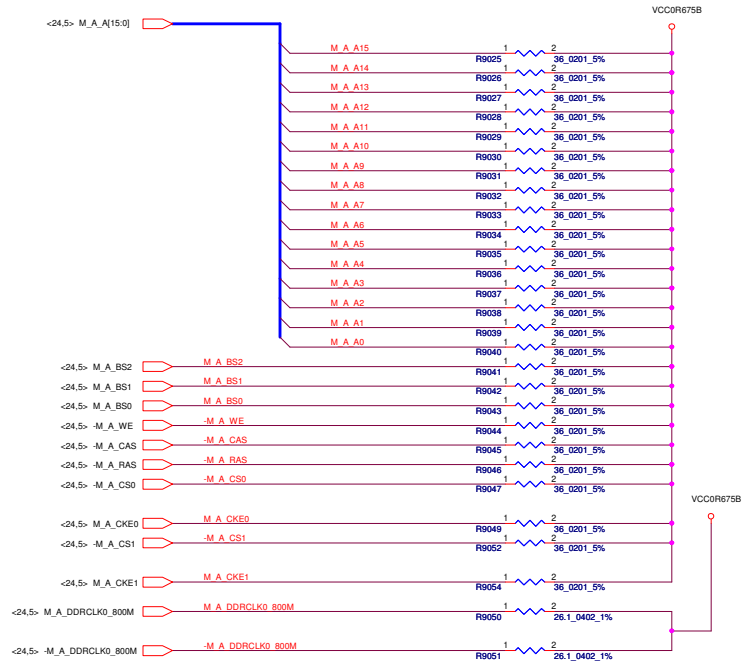 VCC0R675B
<24,5> M_A_A[15:0]
M_A_A15 1 2
R9025 36_0201_5%
M_A_A14 1 2
R9026 36_0201_5%
M_A_A13 1 2
R9027 36_0201_5%
M_A_A12 1 2
R9028 36_0201_5%
M_A_A11 1 2
R9029 36_0201_5%
M_A_A10 1 2
R9030 36_0201_5%
M_A_A9 1 2
R9031 36_0201_5%
M_A_A8 1 2
R9032 36_0201_5%
M_A_A7 1 2
R9033 36_0201_5%
M_A_A6 1 2
R9034 36_0201_5%
M_A_A5 1 2
R9035 36_0201_5%
M_A_A4 1 2
R9036 36_0201_5%
M_A_A3 1 2
R9037 36_0201_5%
M_A_A2 1 2
R9038 36_0201_5%
M_A_A1 1 2
R9039 36_0201_5%
M_A_A0 1 2
R9040 36_0201_5%
<24,5> M_A_BS2 M_A_BS2 1 2
R9041 36_0201_5%
<24,5> M_A_BS1 M_A_BS1 1 2
R9042 36_0201_5%
<24,5> M_A_BS0 M_A_BS0 1 2
R9043 36_0201_5%
<24,5> -M_A_WE -M_A_WE 1 2
R9044 36_0201_5%
<24,5> -M_A_CAS -M_A_CAS 1 2
R9045 36_0201_5%
<24,5> -M_A_RAS -M_A_RAS 1 2
R9046 36_0201_5%
<24,5> -M_A_CS0 -M_A_CS0 1 2
R9047 36_0201_5%
VCC0R675B
<24,5> M_A_CKE0 M_A_CKE0 1 2
R9049 36_0201_5%
<24,5> -M_A_CS1 -M_A_CS1 1 2
R9052 36_0201_5%
<24,5> M_A_CKE1 M_A_CKE1 1 2
R9054 36_0201_5%
<24,5> M_A_DDRCLK0_800M M_A_DDRCLK0_800M 1 2
R9050 26.1_0402_1%
<24,5> -M_A_DDRCLK0_800M -M_A_DDRCLK0_800M 1 2
R9051 26.1_0402_1%